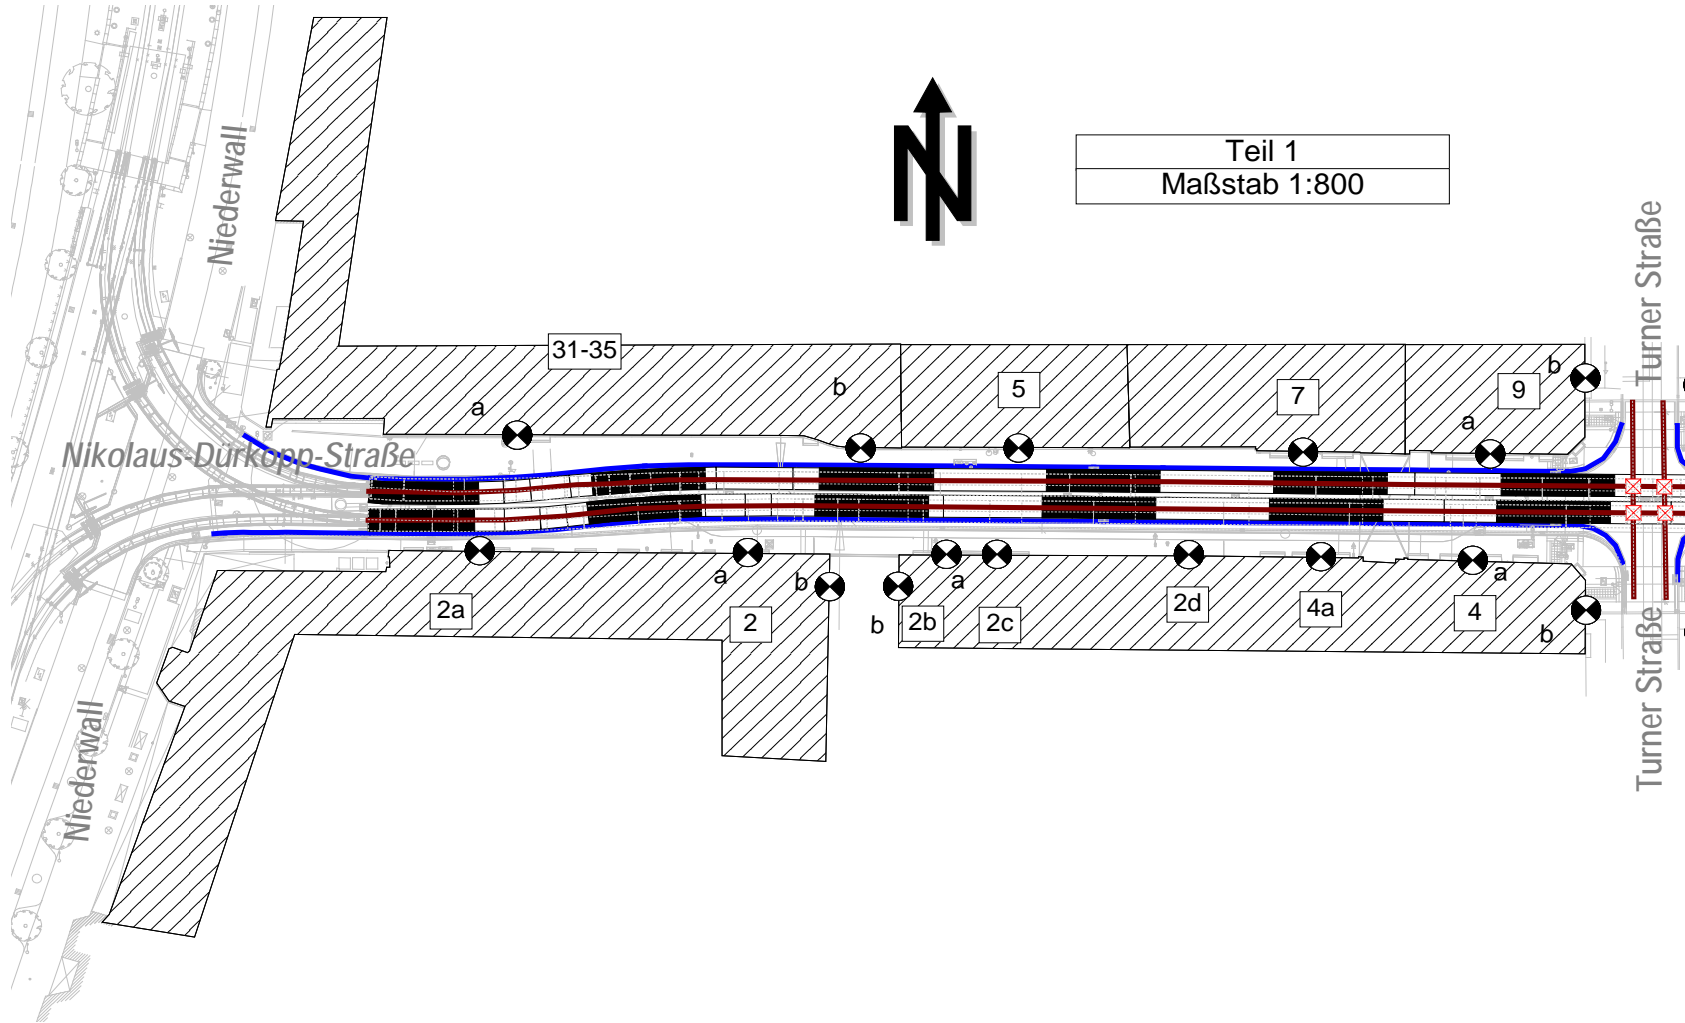 N
Teil 1
Maßstab 1:800
Niederwall
Turner Straße
31-35
5
7
9
a
b
a
b
Nikolaus-Dürkopp-Straße
2a
a
2
b
b
2b
a
2c
2d
4a
4
a
b
Niederwall
Turner Straße